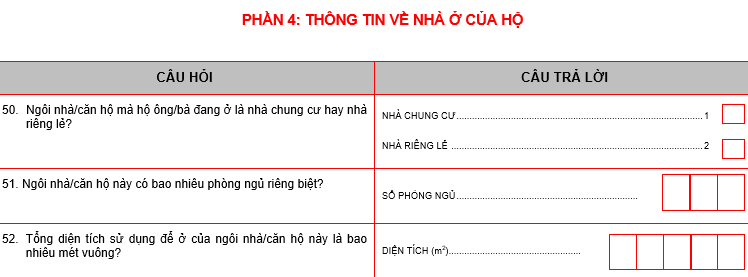 PHẦN 4: THÔNG TIN VỀ NHÀ Ở CỦA HỘ
CÂU HỎI
CÂU TRẢ LỜI
50. Ngôi nhà/căn hộ mà hộ ông/bà đang ở là nhà chung cư hay nhà
riêng lẻ?
NHÀ CHUNG CƯ.......................................................................1
NHÀ RIÊNG LẺ .......................................................................2
51. Ngôi nhà/căn hộ này có bao nhiêu phòng ngủ riêng biệt?
SỐ PHÒNG NGỦ....................................................
52. Tổng diện tích sử dụng để ở của ngôi nhà/căn hộ này là bao
nhiêu mét vuông?
DIỆN TÍCH (m²)......................................